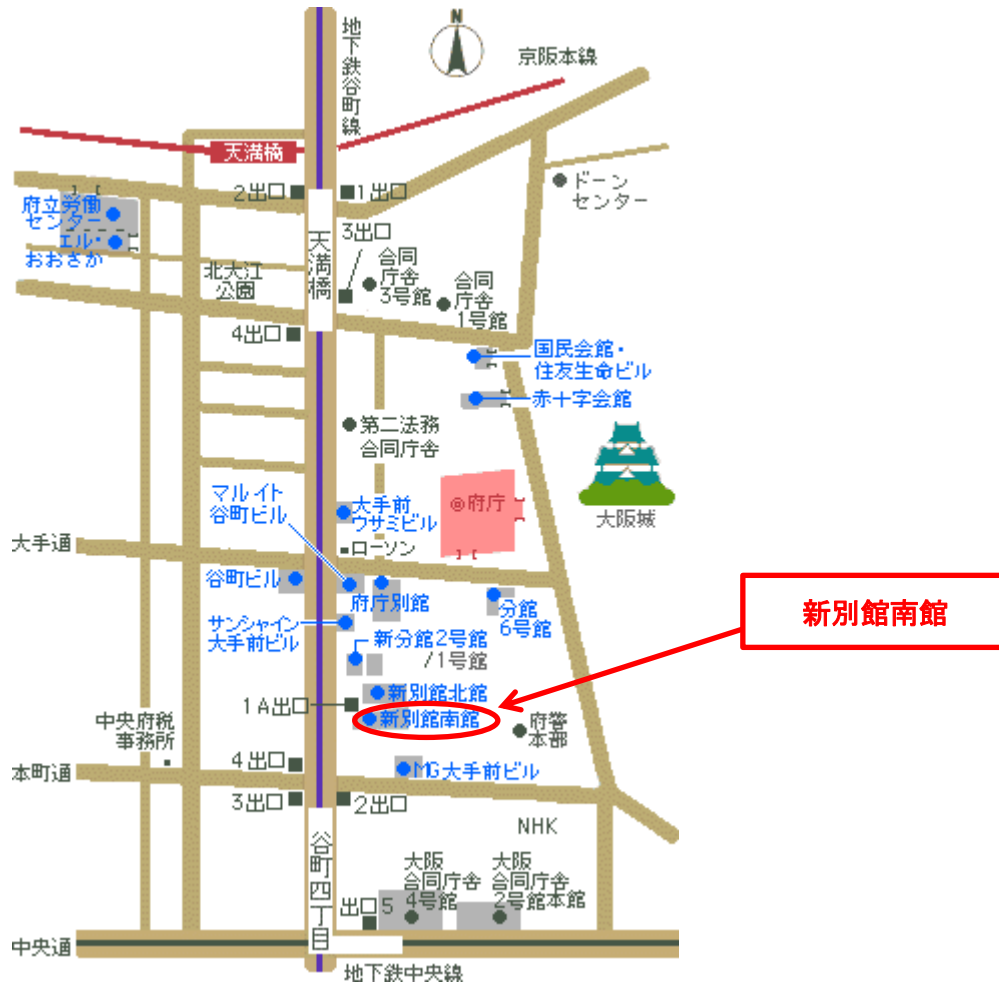 N
地下鉄谷町線
京阪本線
天満橋
2出口
1出口
ドーン
センター
府立労働
センター
エル・
おおさか
3出口
天満橋
合同
庁舎
3号館
合同
庁舎
1号館
北大江
公園
4出口
国民会館・
住友生命ビル
赤十字会館
第二法務
合同庁舎
マルイト
谷町ビル
大手前
ウサミビル
府庁
大阪城
大手通
ローソン
谷町ビル
府庁別館
分館
6号館
新別館南館
サンシャイン
大手前ビル
新分館2号館
/1号館
新別館北館
1A出口
新別館南館
中央府税
事務所
府警
本部
4出口
本町通
MG大手前ビル
3出口
2出口
NHK
谷町四丁目
大阪
合同庁舎
4号館
大阪
合同庁舎
2号館本館
出口5
中央通
地下鉄中央線